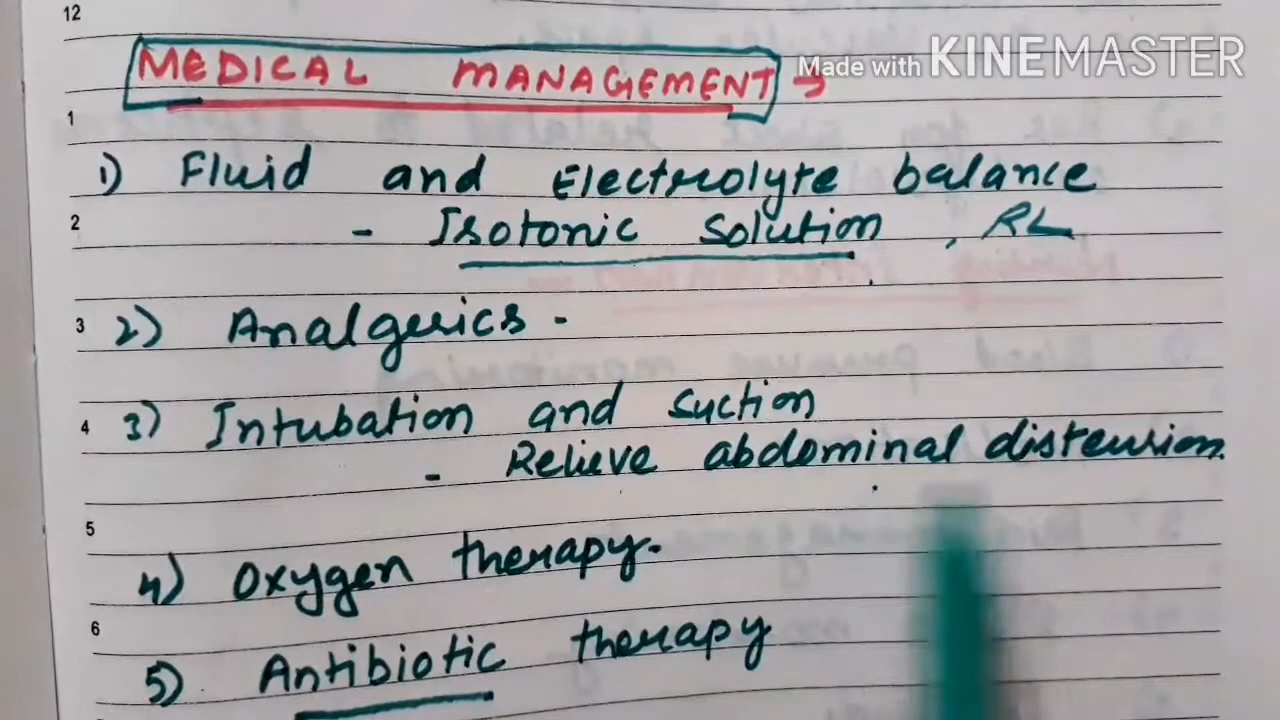 12
Made with KINEMASTER
MEDICAL MANAGEMENT →
1
1) Fluid and Electrolyte balance
2
- Isotonic solution, RL
3
2) Analgesics.
4
3) Intubation and suction
- Relieve abdominal distension.
5
4) Oxygen therapy.
6
5) Antibiotic therapy